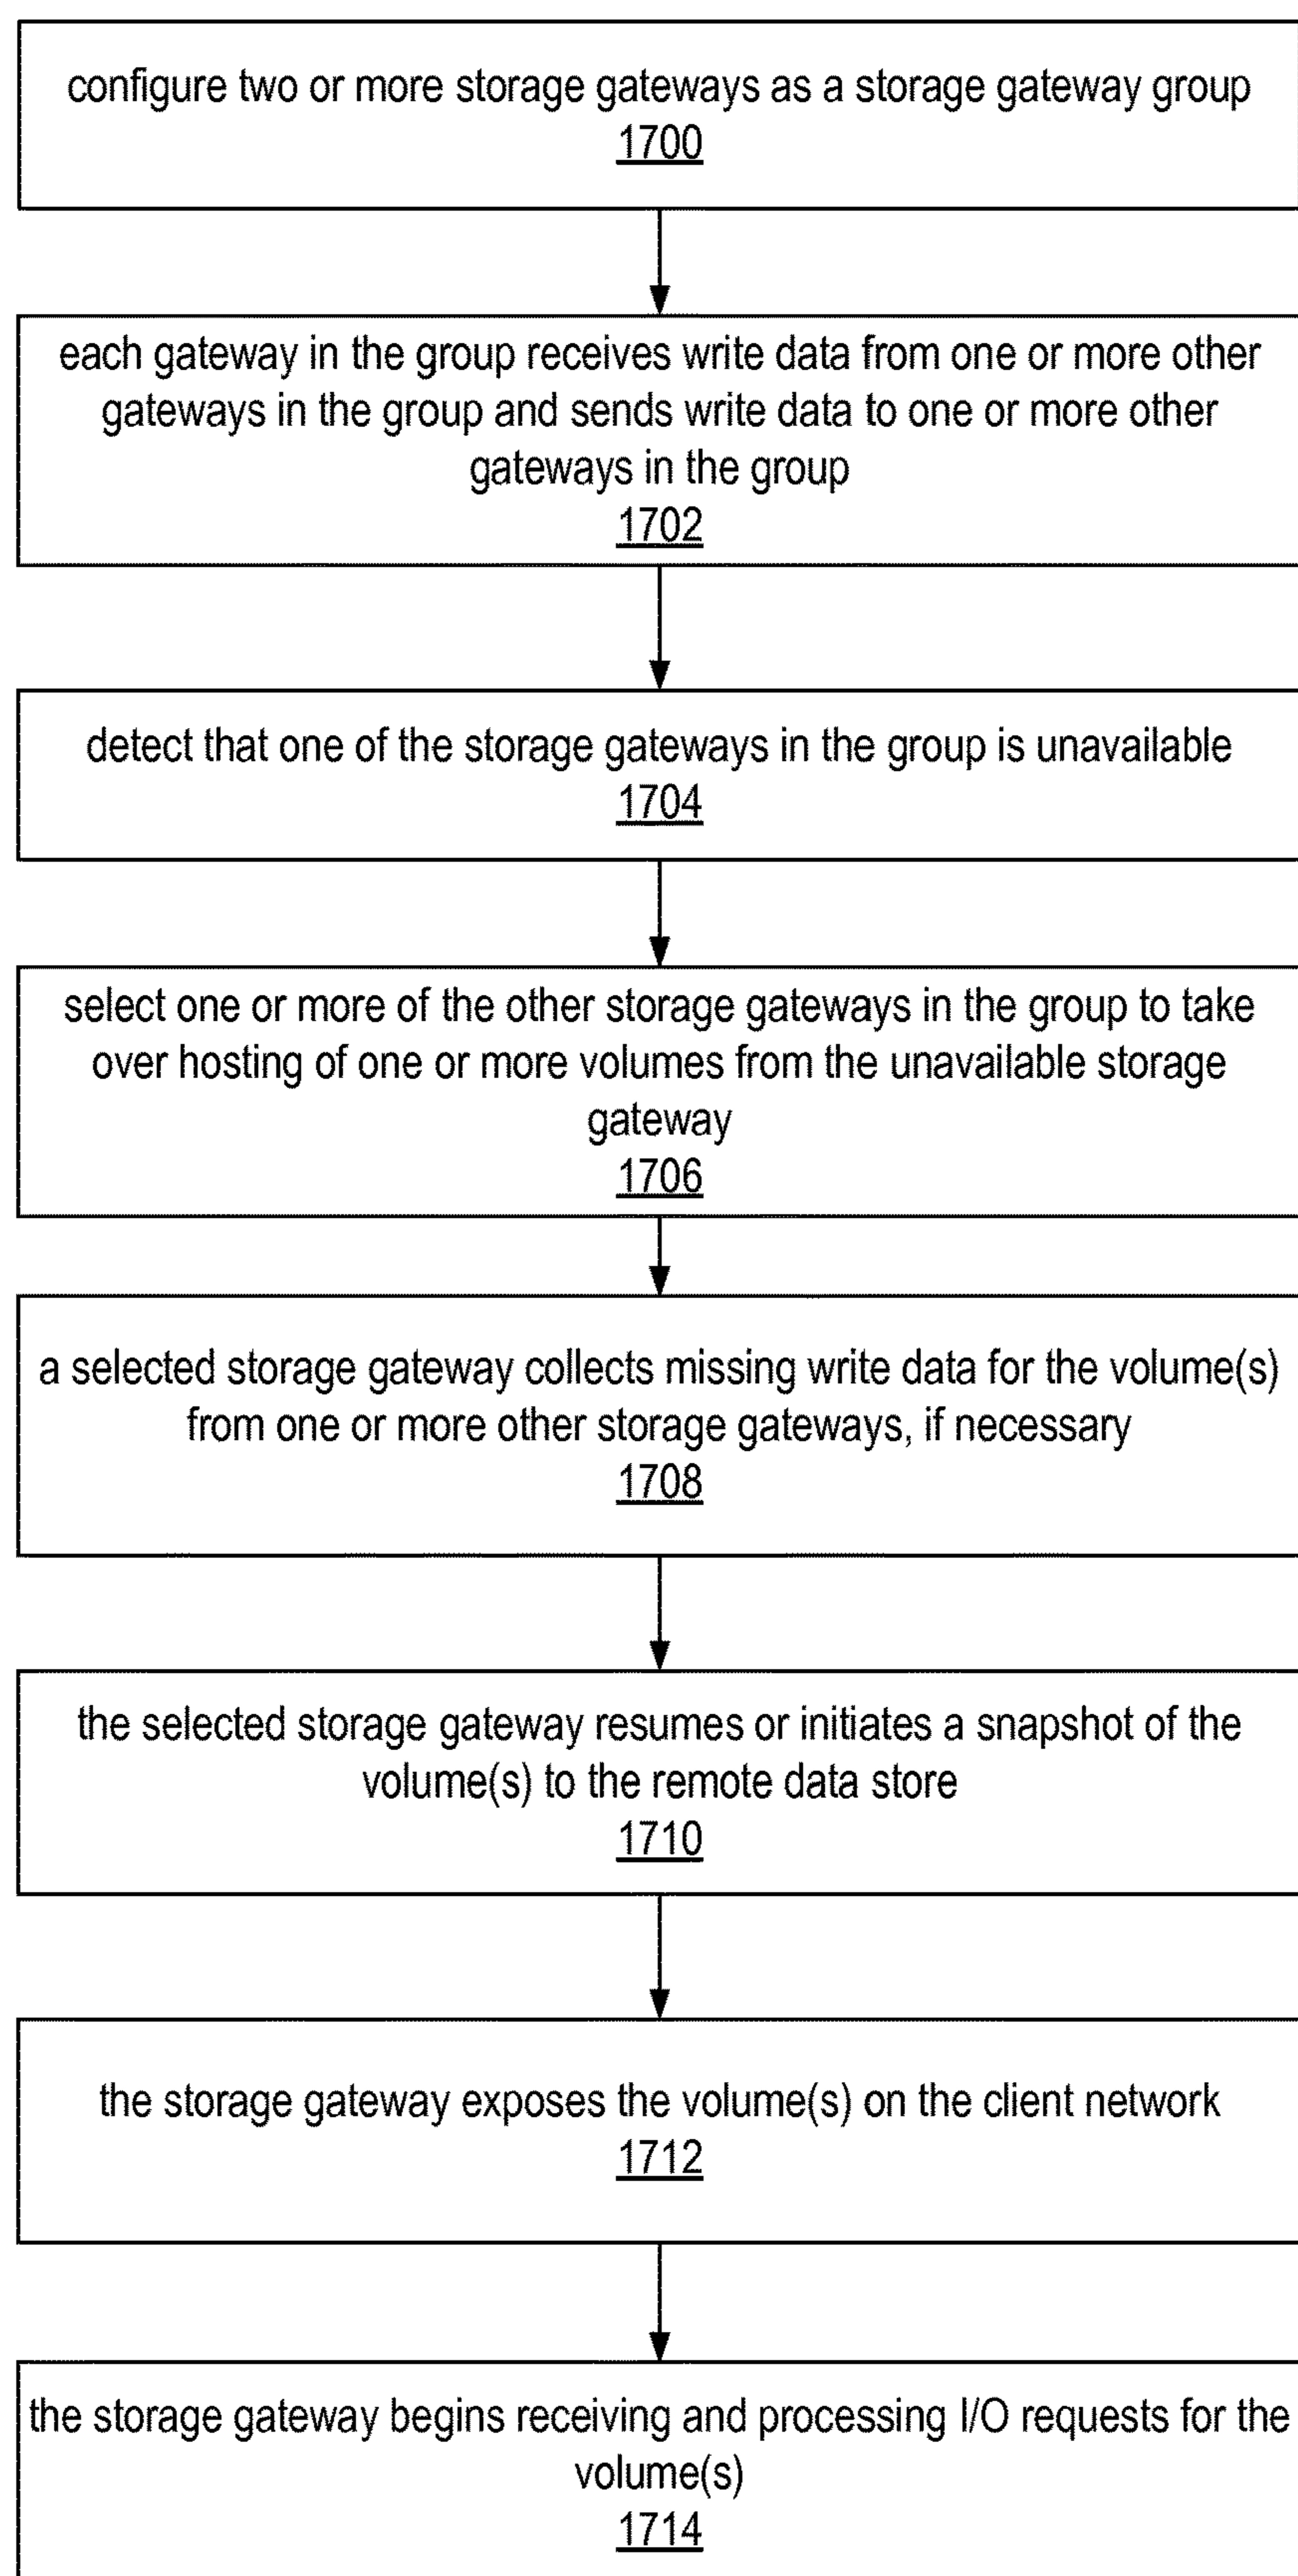 configure two or more storage gateways as a storage gateway group
1700
each gateway in the group receives write data from one or more other
gateways in the group and sends write data to one or more other
gateways in the group
1702
detect that one of the storage gateways in the group is unavailable
1704
select one or more of the other storage gateways in the group to take
over hosting of one or more volumes from the unavailable storage
gateway
1706
a selected storage gateway collects missing write data for the volume(s)
from one or more other storage gateways, if necessary
1708
the selected storage gateway resumes or initiates a snapshot of the
volume(s) to the remote data store
1710
the storage gateway exposes the volume(s) on the client network
1712
the storage gateway begins receiving and processing I/O requests for the
volume(s)
1714